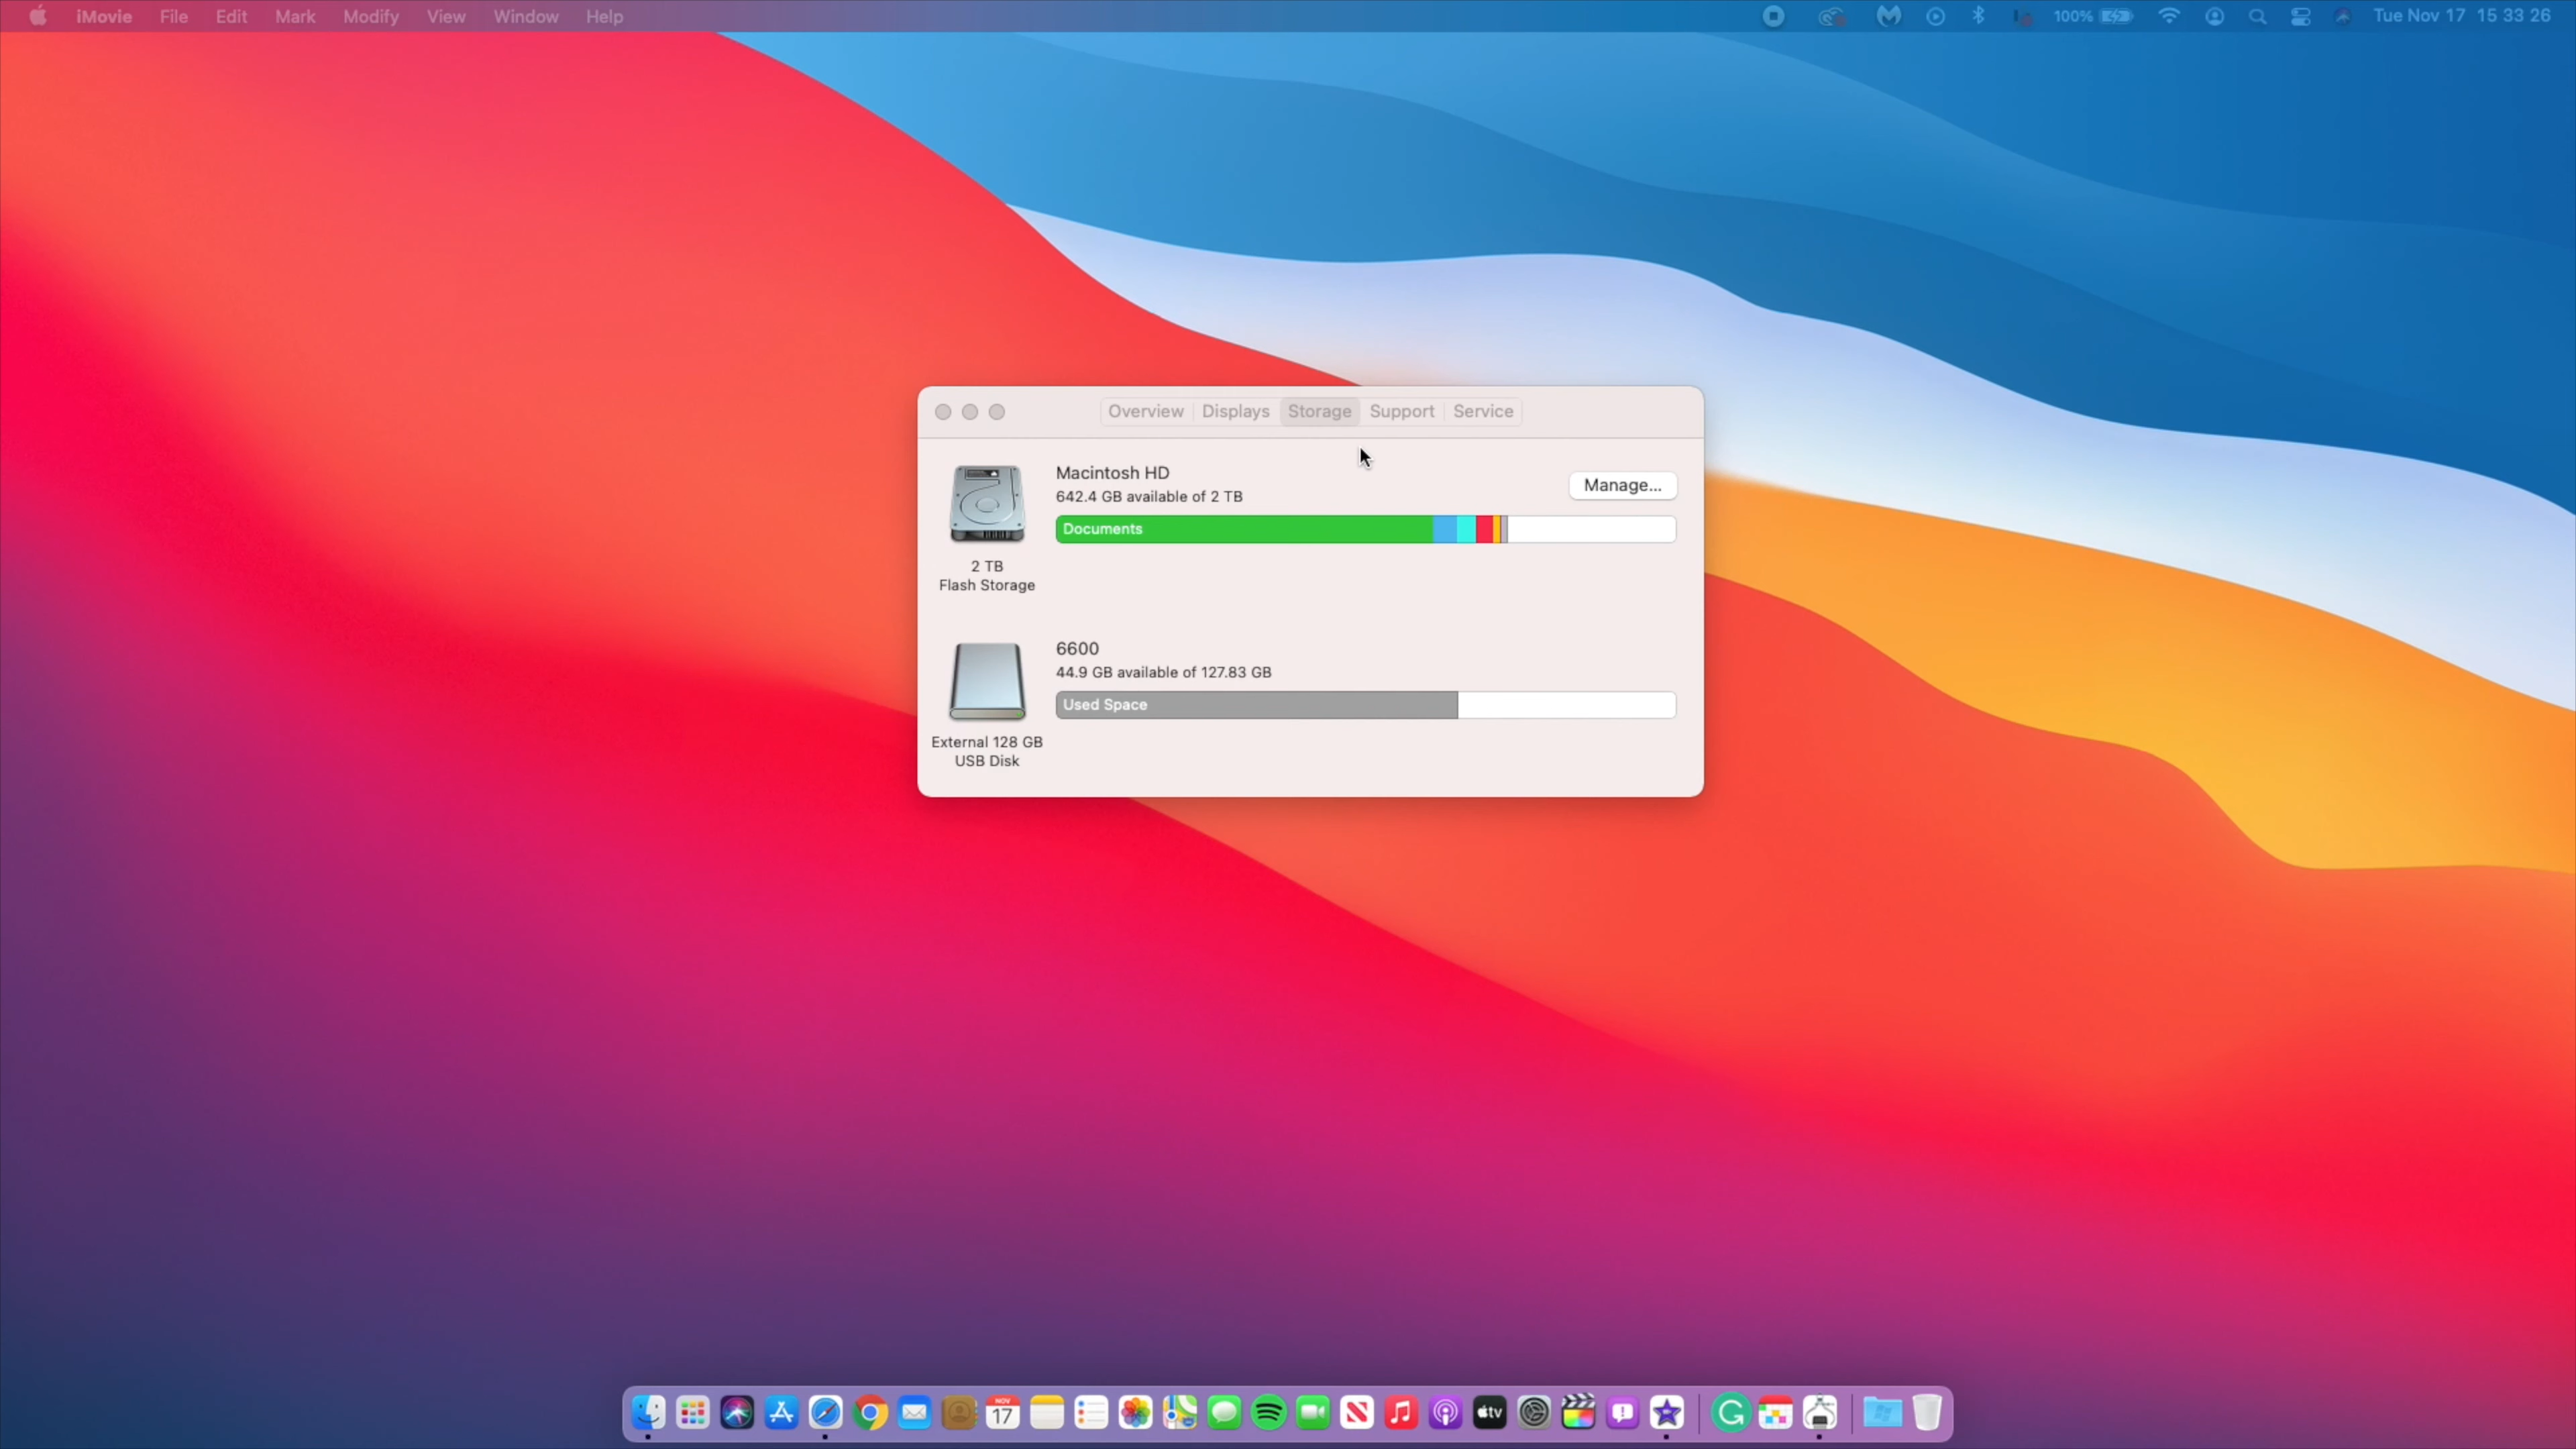 iMovie File Edit Mark Modify View Window Help 100% Tue Nov 17 15 33 26
Overview Displays Storage Support Service
Macintosh HD
642.4 GB available of 2 TB
Manage...
Documents
2 TB
Flash Storage
6600
44.9 GB available of 127.83 GB
Used Space
External 128 GB
USB Disk
NOV
17
tv